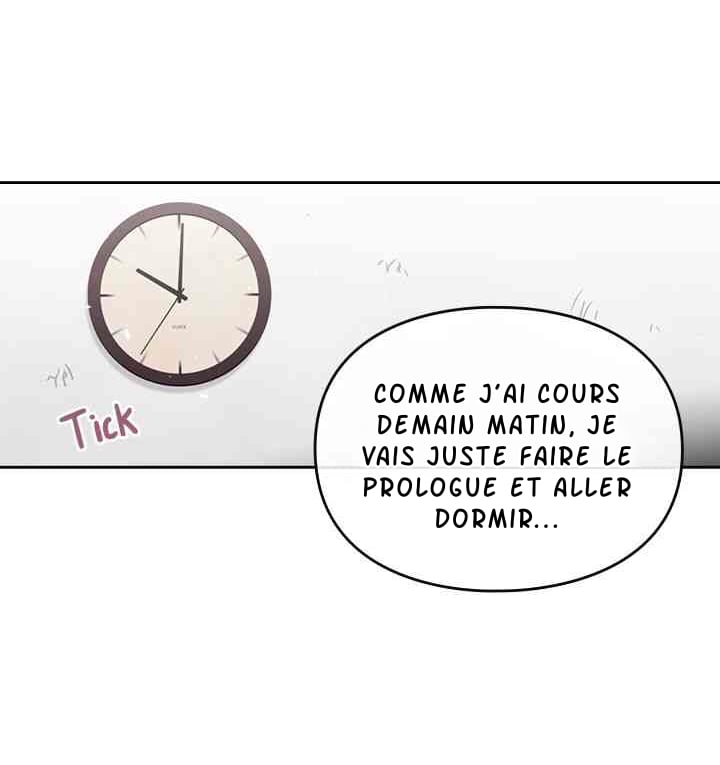 Tick
COMME J'AI COURS
DEMAIN MATIN, JE
VAIS JUSTE FAIRE LE
PROLOGUE ET ALLER
DORMIR...